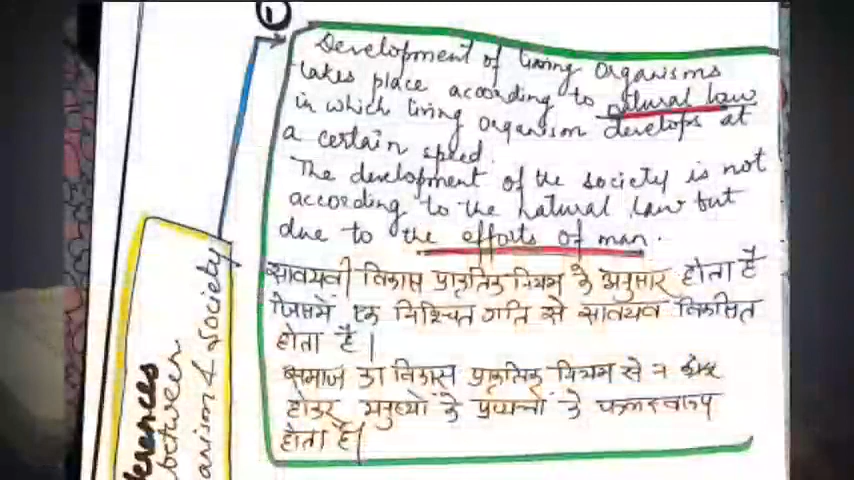 1
Development of living organisms
takes place according to natural law
in which living organism develops at
a certain speed.
The development of the society is not
according to the natural law but
due to the efforts of man.
सावयवी विकास प्राकृतिक नियम के अनुसार होता है
जिसमें एक निश्चित गति से सावयव विकसित
होता है।
समाज का विकास प्राकृतिक नियम से न
होकर मनुष्यों के प्रयत्नों के फलस्वरूप
होता है।
ferences
between
anism & Society